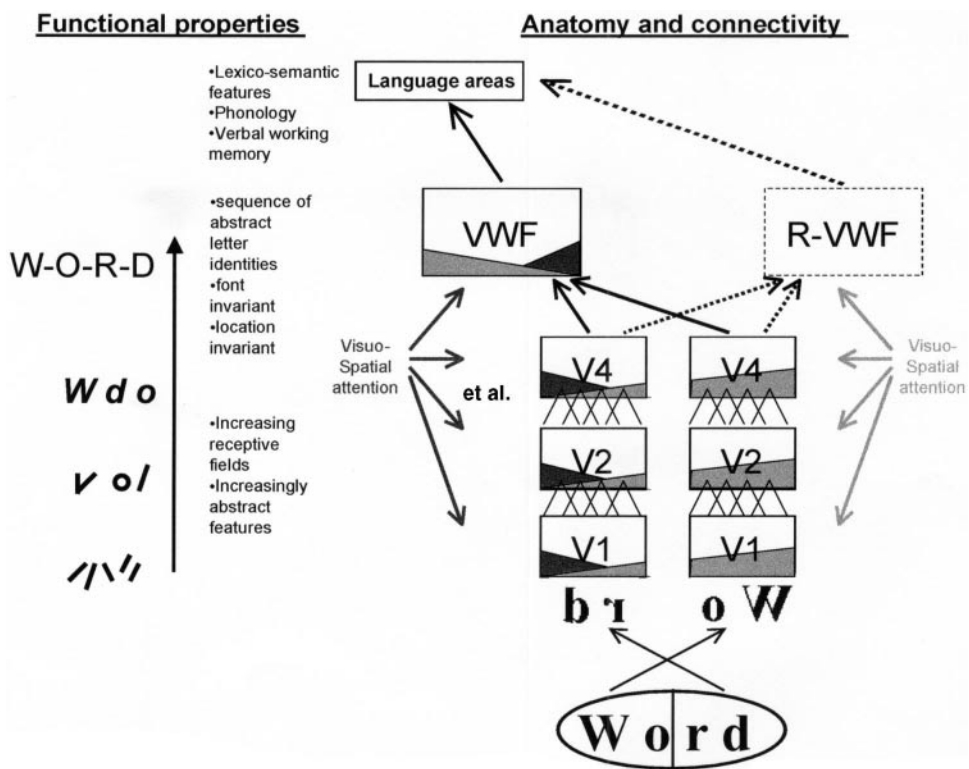 Functional properties
Anatomy and connectivity
•Lexico-semantic
features
•Phonology
•Verbal working
memory
Language areas
•sequence of
abstract
letter
identities
•font
invariant
•location
invariant
VWF
R-VWF
W-O-R-D
Visuo-
Spatial
attention
et al.
V4
V4
Visuo-
Spatial
attention
W d o
•Increasing
receptive
fields
•Increasingly
abstract
features
V2
V2
v o l
V1
V1
b r o W
W o r d